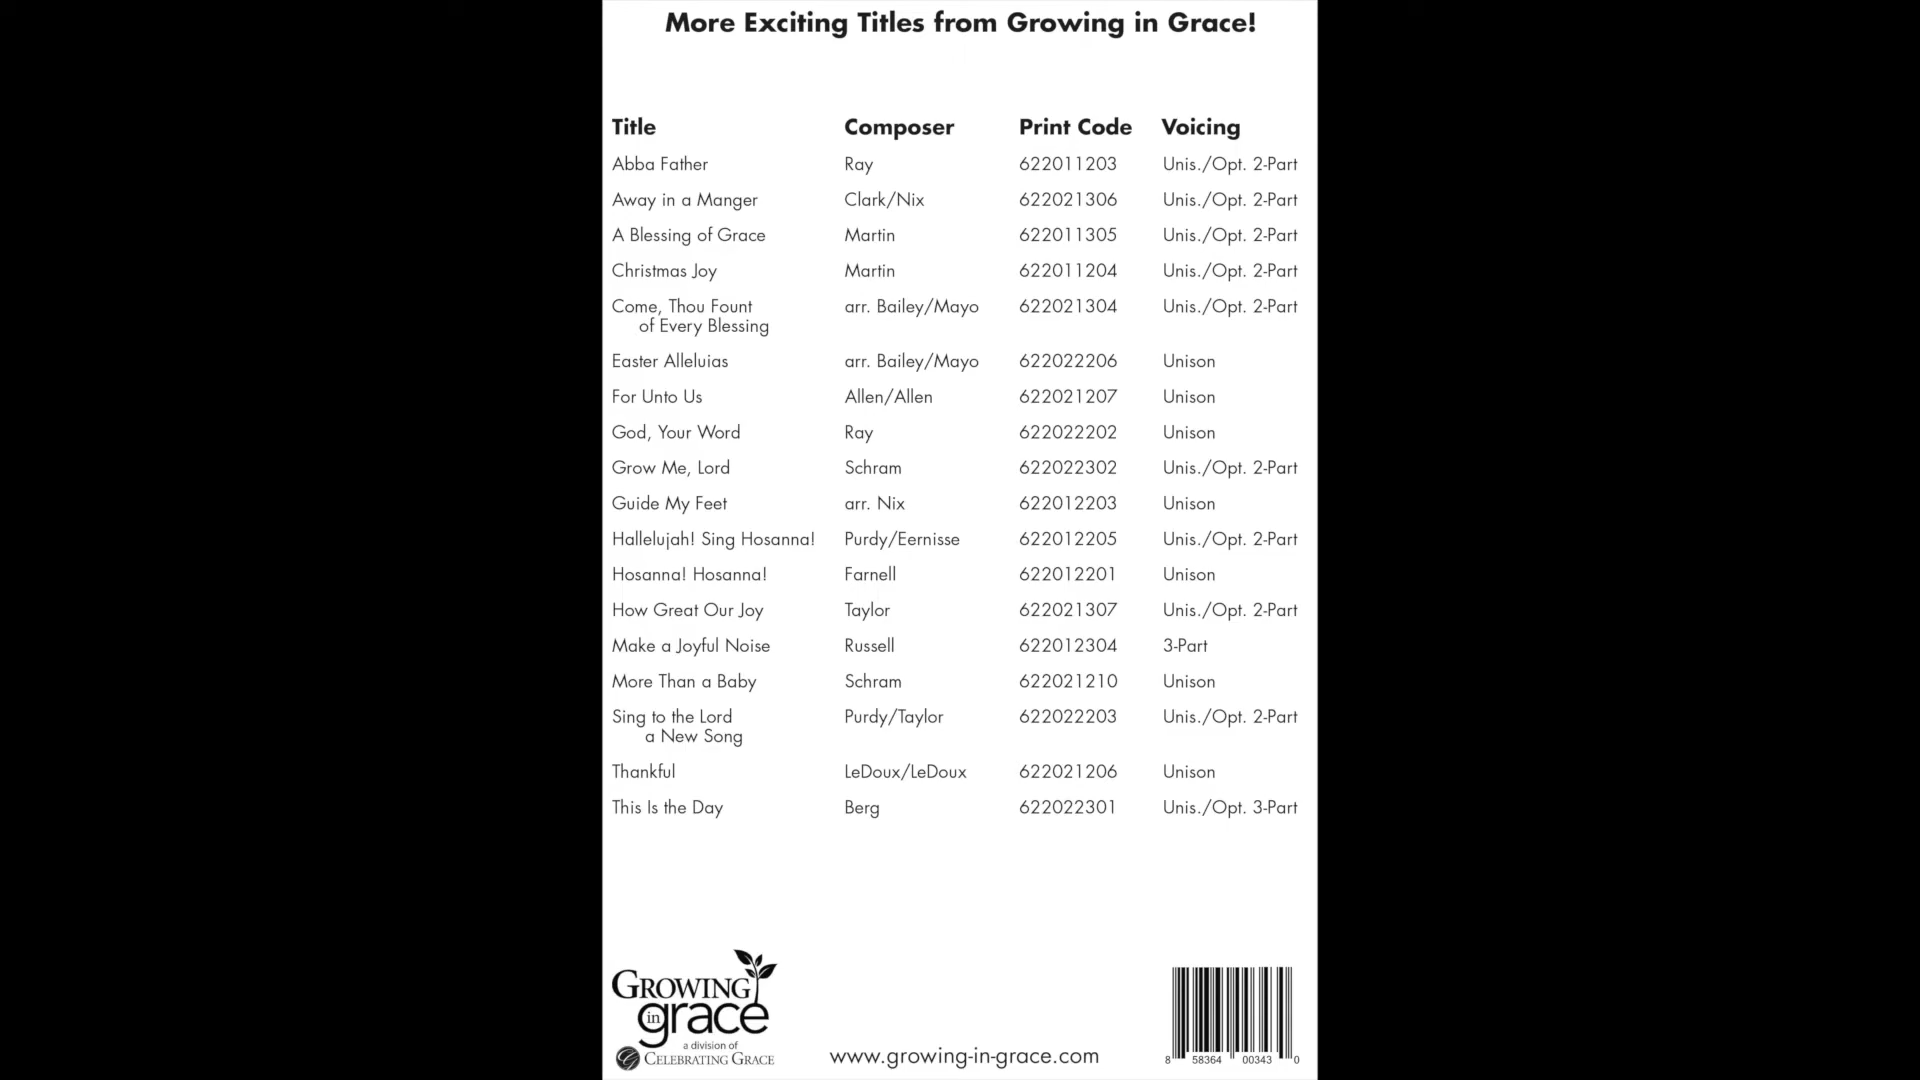 More Exciting Titles from Growing in Grace!
Title Composer Print Code Voicing
Abba Father Ray 622011203 Unis./Opt. 2-Part
Away in a Manger Clark/Nix 622021306 Unis./Opt. 2-Part
A Blessing of Grace Martin 622011305 Unis./Opt. 2-Part
Christmas Joy Martin 622011204 Unis./Opt. 2-Part
Come, Thou Fount arr. Bailey/Mayo 622021304 Unis./Opt. 2-Part
of Every Blessing
Easter Alleluias arr. Bailey/Mayo 622022206 Unison
For Unto Us Allen/Allen 622021207 Unison
God, Your Word Ray 622022202 Unison
Grow Me, Lord Schram 622022302 Unis./Opt. 2-Part
Guide My Feet arr. Nix 622012203 Unison
Hallelujah! Sing Hosanna! Purdy/Eernisse 622012205 Unis./Opt. 2-Part
Hosanna! Hosanna! Farnell 622012201 Unison
How Great Our Joy Taylor 622021307 Unis./Opt. 2-Part
Make a Joyful Noise Russell 622012304 3-Part
More Than a Baby Schram 622021210 Unison
Sing to the Lord Purdy/Taylor 622022203 Unis./Opt. 2-Part
a New Song
Thankful LeDoux/LeDoux 622021206 Unison
This Is the Day Berg 622022301 Unis./Opt. 3-Part
Growing
in grace
a division of
Celebrating Grace
www.growing-in-grace.com
8 58364 00343 0